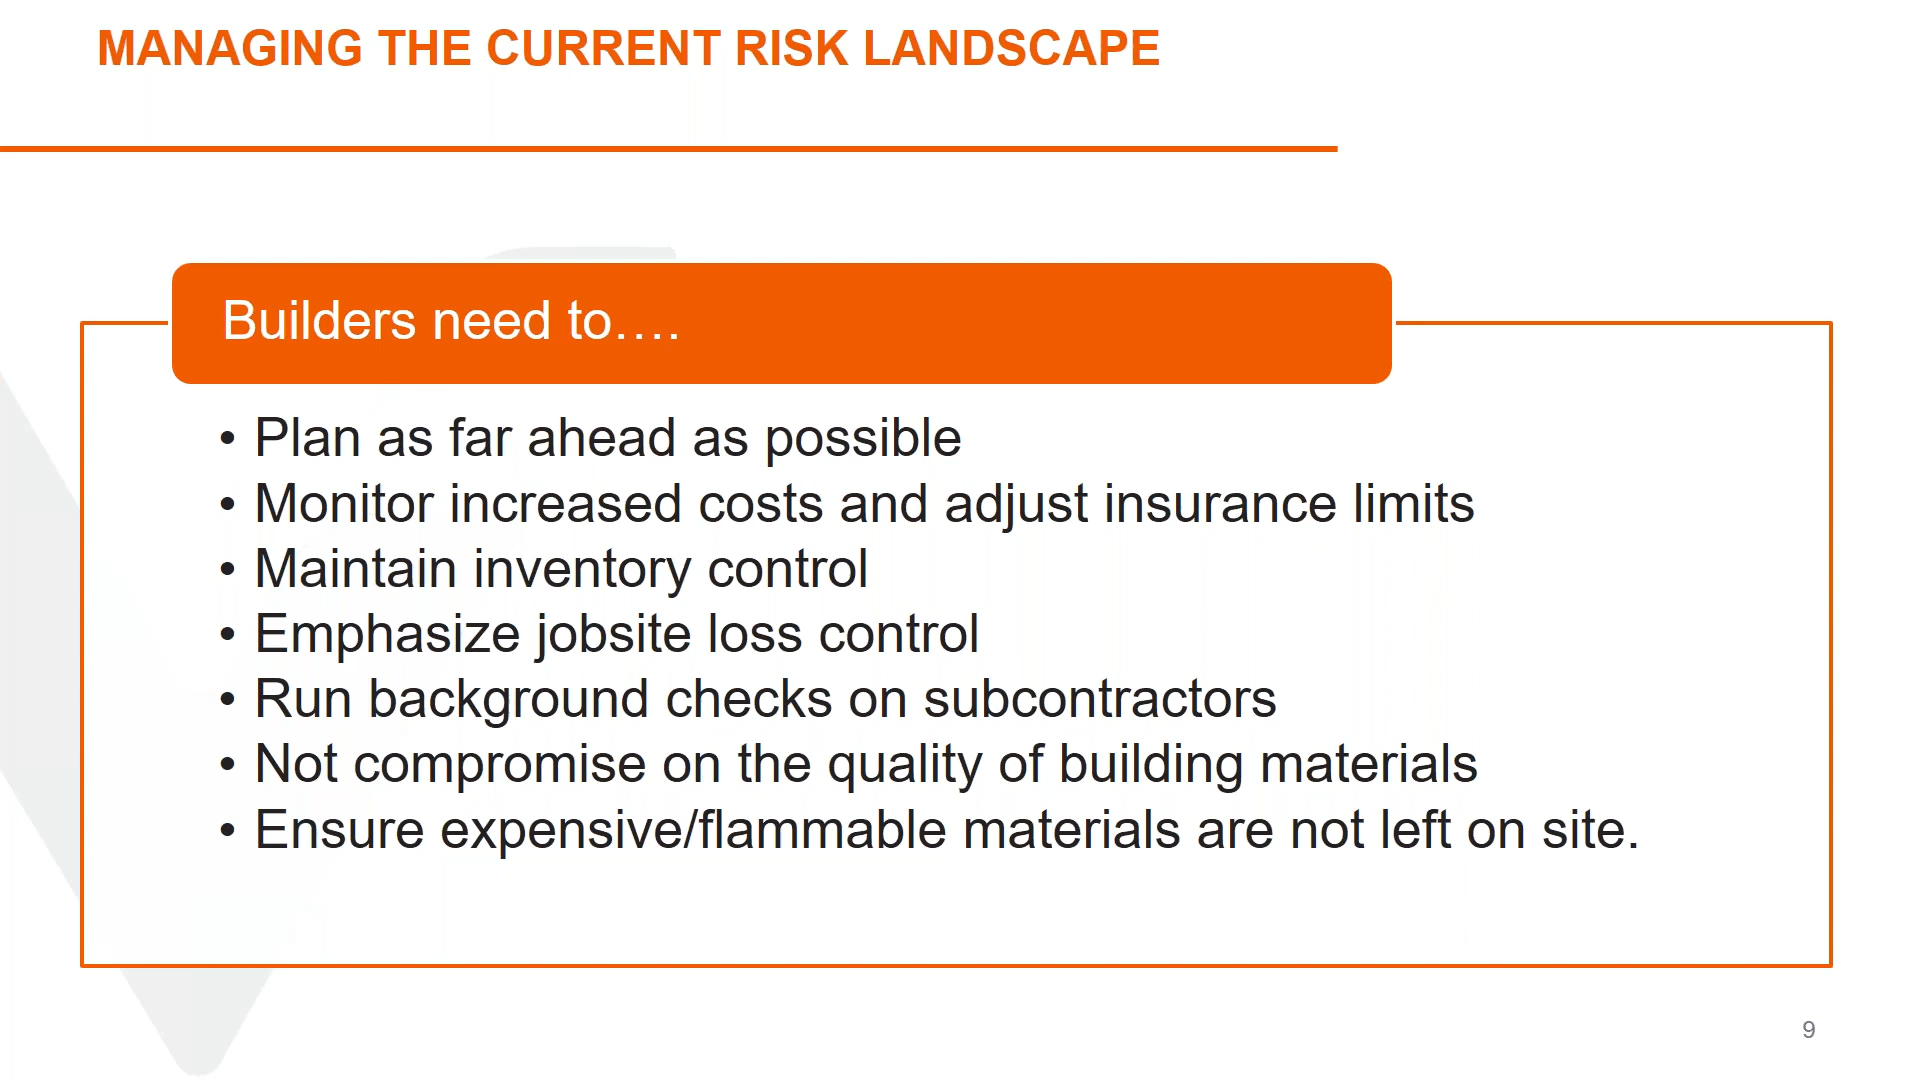 MANAGING THE CURRENT RISK LANDSCAPE
Builders need to….
• Plan as far ahead as possible
• Monitor increased costs and adjust insurance limits
• Maintain inventory control
• Emphasize jobsite loss control
• Run background checks on subcontractors
• Not compromise on the quality of building materials
• Ensure expensive/flammable materials are not left on site.
9